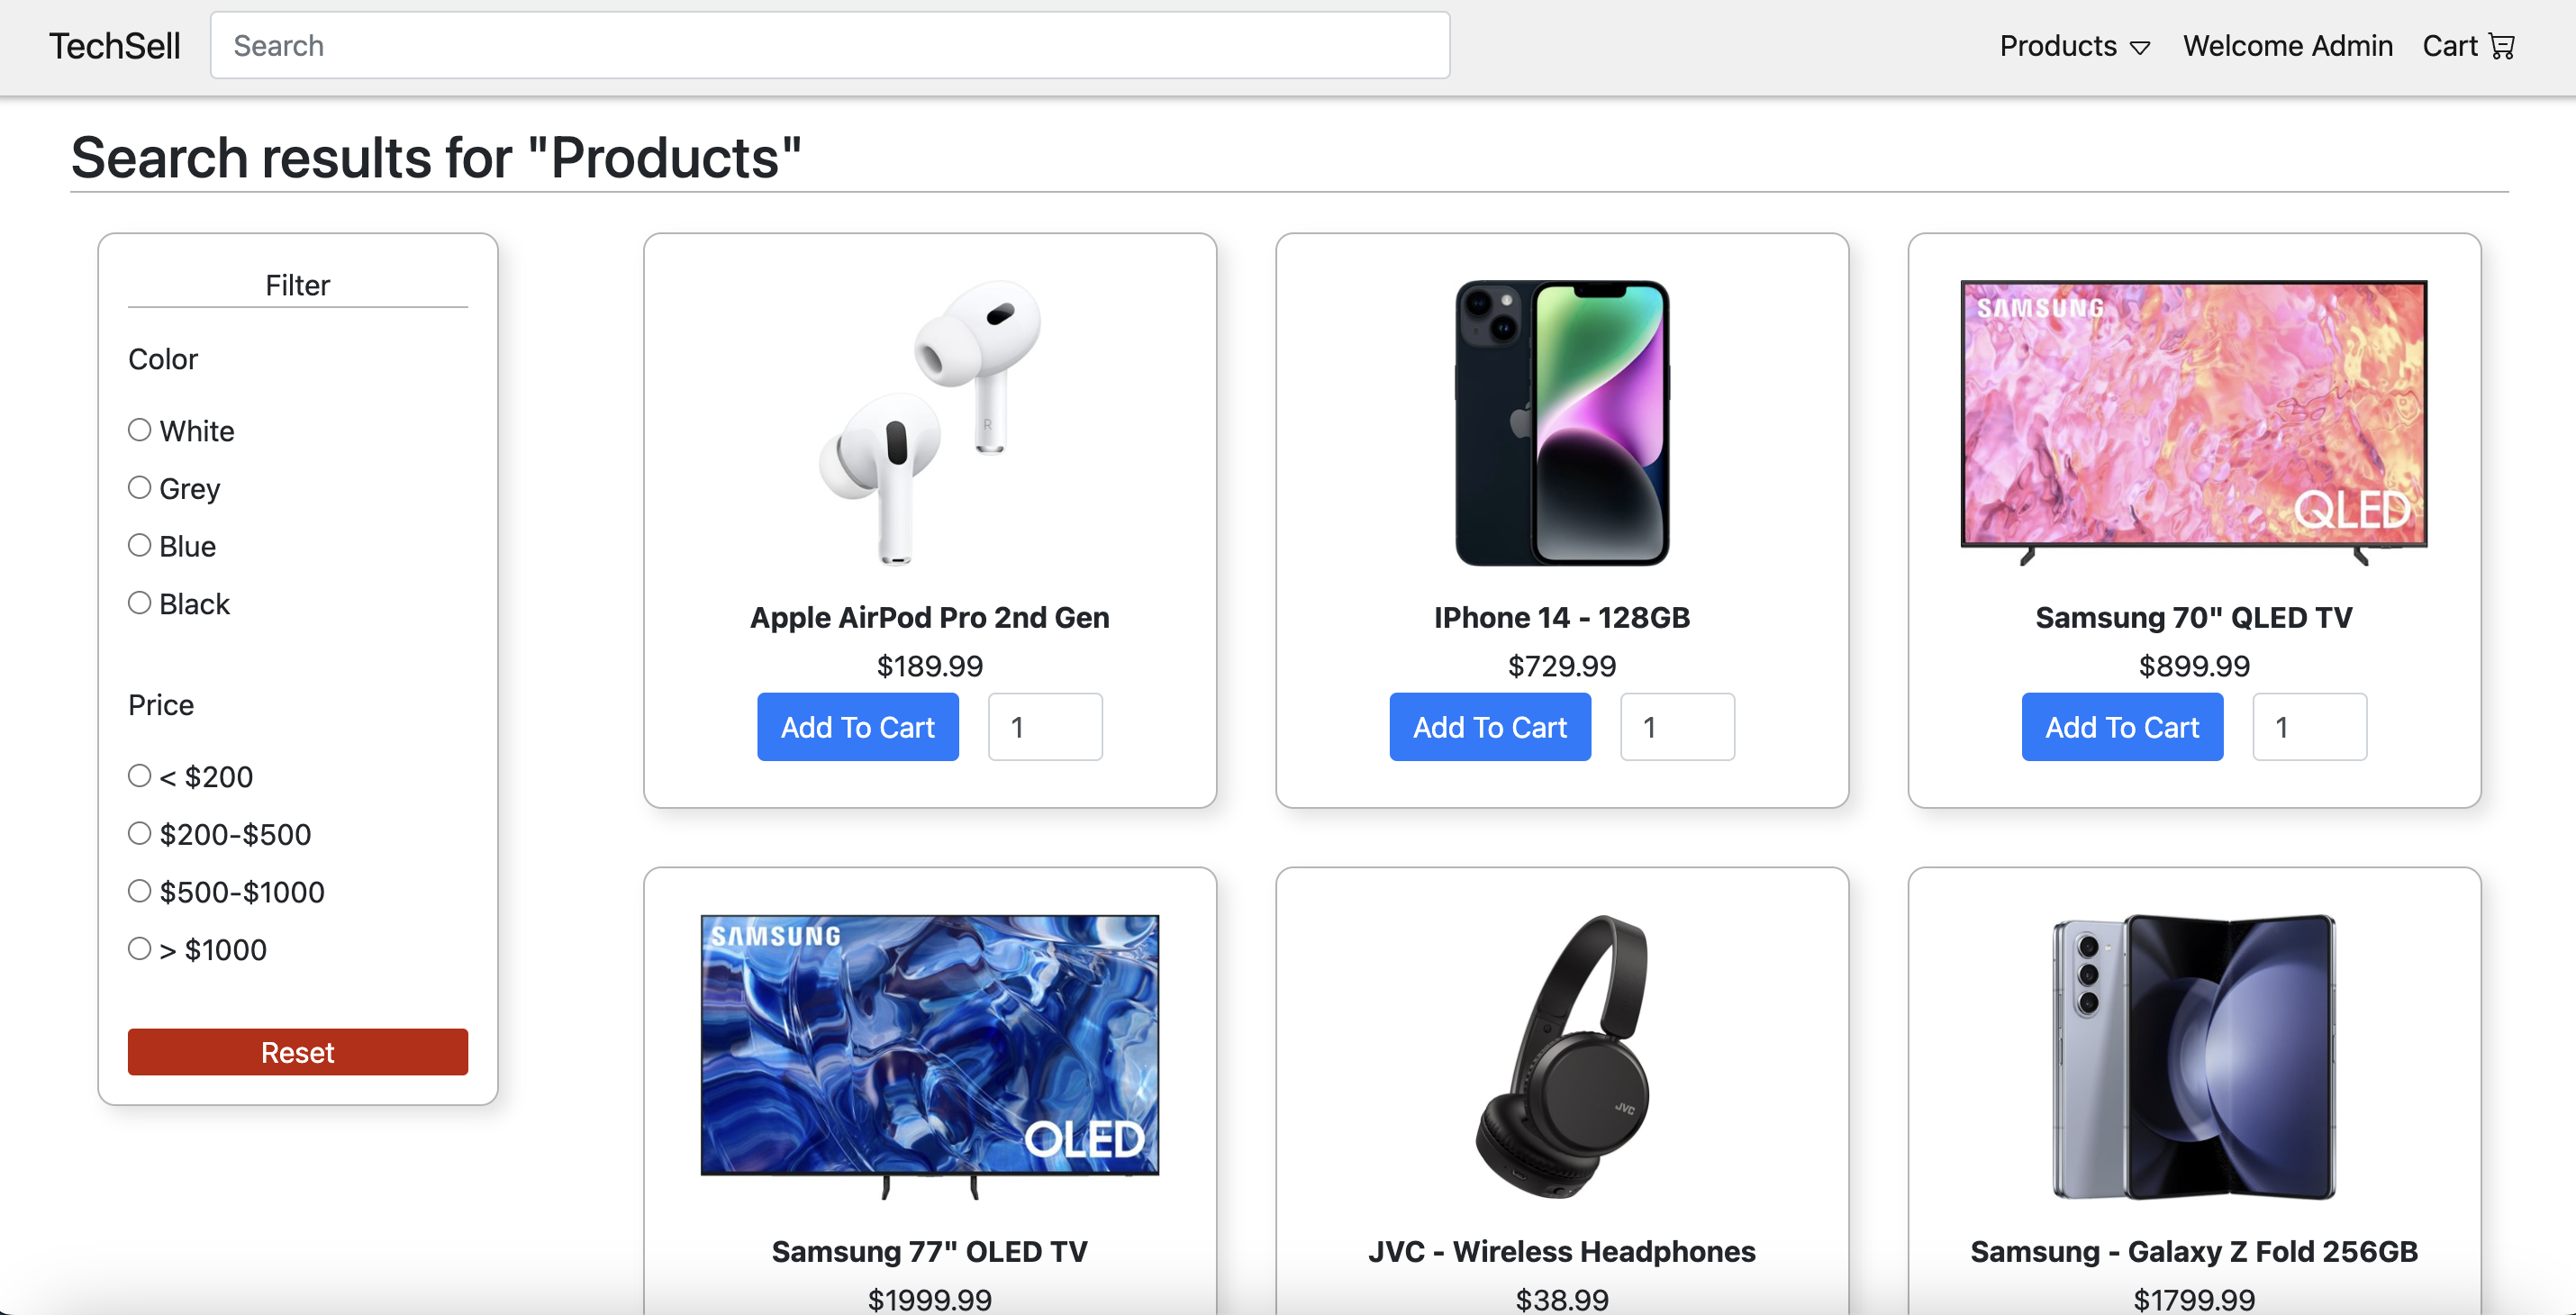 TechSell
Search
Products
Welcome Admin
Cart
Search results for "Products"
Filter
Color
White
Grey
Blue
Black
Price
< $200
$200-$500
$500-$1000
> $1000
Reset
R
Apple AirPod Pro 2nd Gen
$189.99
Add To Cart 1
IPhone 14 - 128GB
$729.99
Add To Cart 1
SAMSUNG
QLED
Samsung 70" QLED TV
$899.99
Add To Cart 1
SAMSUNG
OLED
Samsung 77" OLED TV
$1999.99
JVC
JVC - Wireless Headphones
$38.99
Samsung - Galaxy Z Fold 256GB
$1799.99